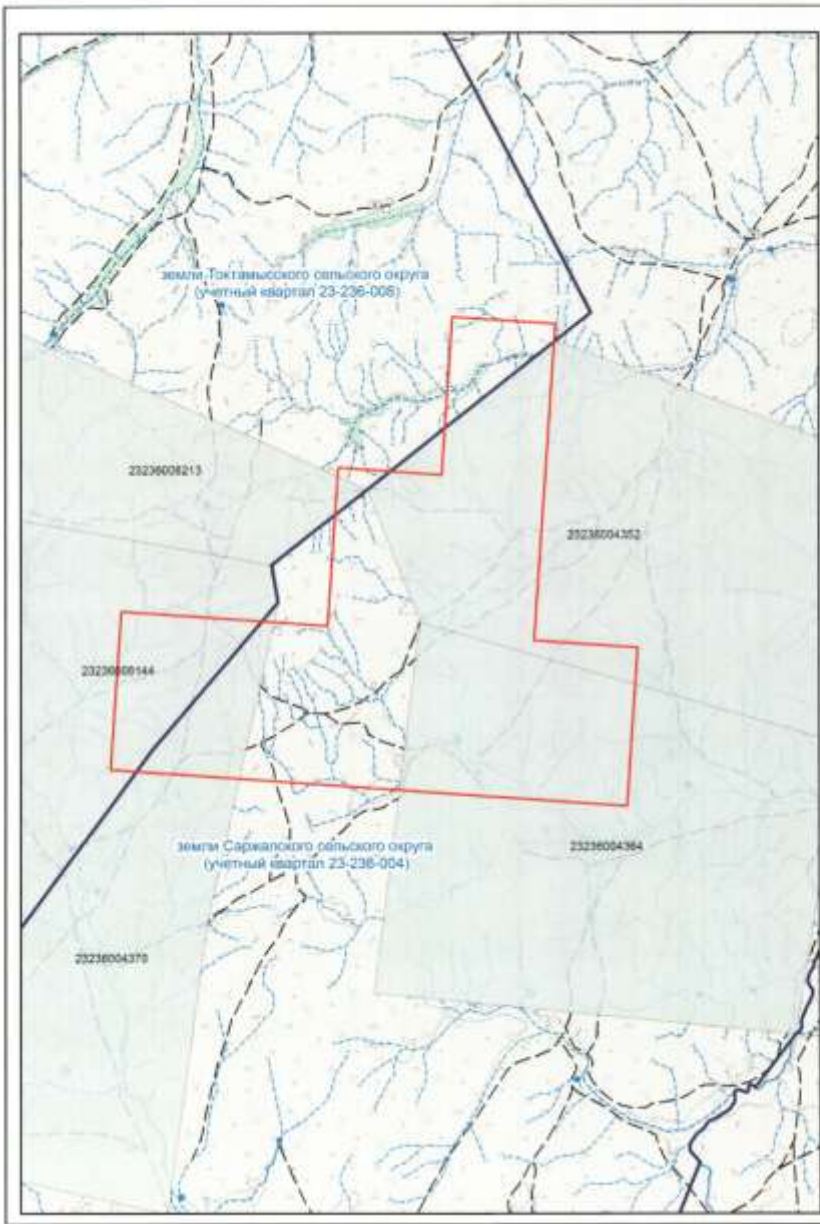 земли Токтамысского сельского округа
(учетный квартал 23-236-008)
23236008213
23236004352
23236008144
земли Саржалского сельского округа
(учетный квартал 23-236-004)
23236004364
23236004370